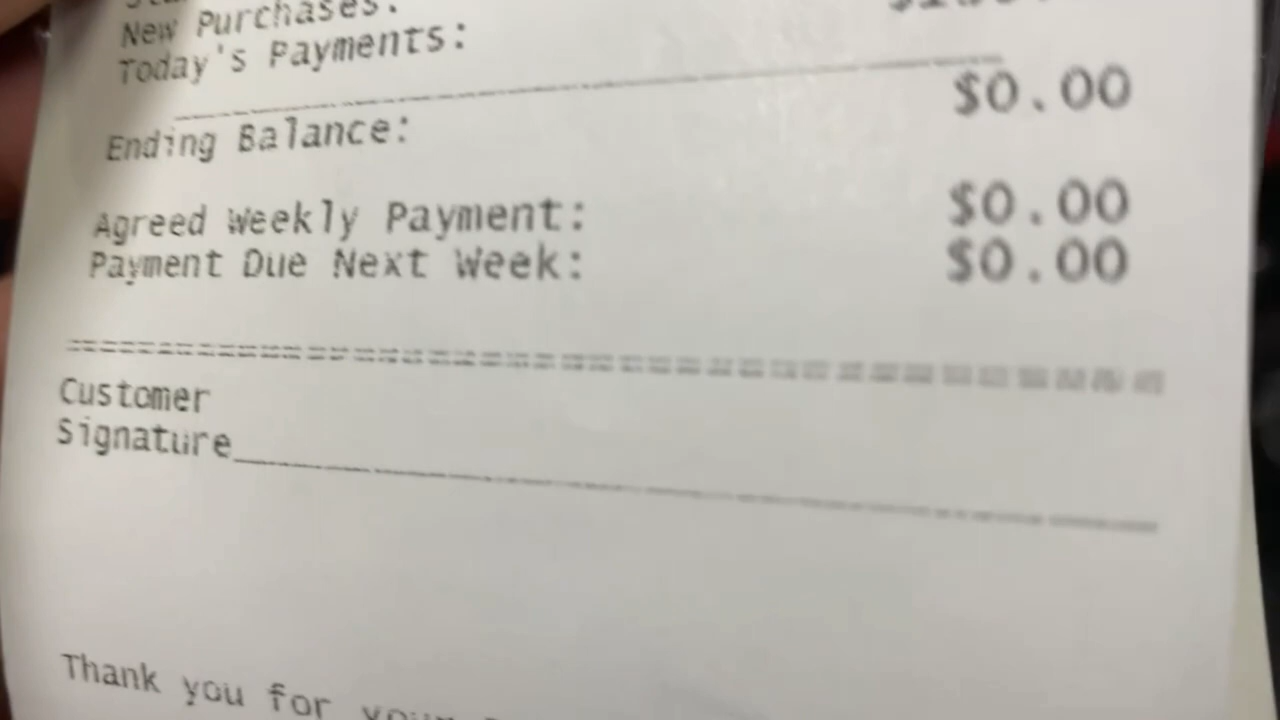 New Purchases:
Today's Payments:
Ending Balance: $0.00
Agreed Weekly Payment: $0.00
Payment Due Next Week: $0.00
Customer
Signature
Thank you for your